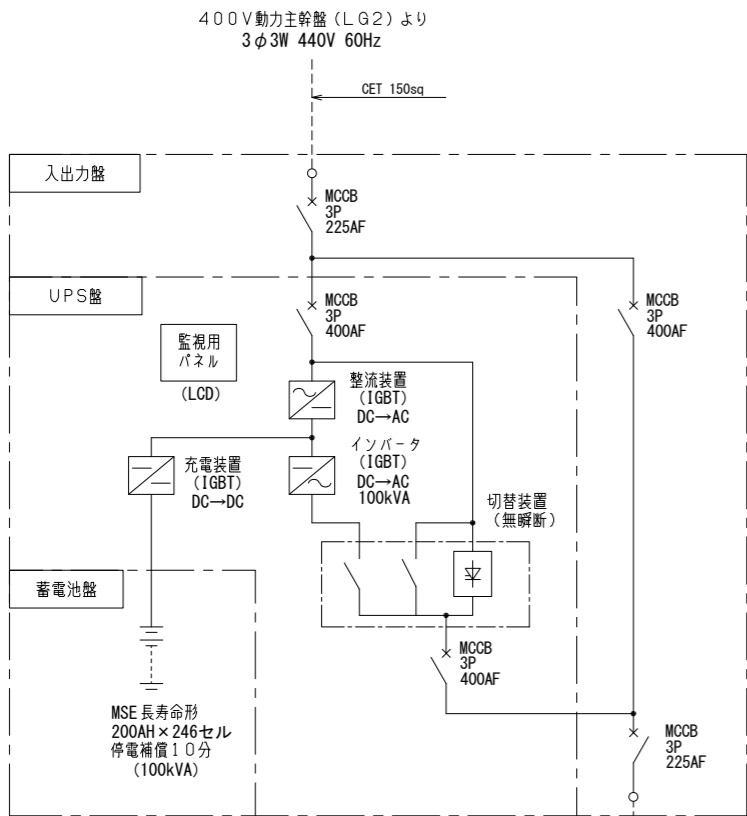 400V動力主幹盤(LG2)より
3φ3W 440V 60Hz
CET 150sq
入出力盤
MCCB
3P
225AF
UPS盤
MCCB
3P
400AF
MCCB
3P
400AF
監視用
パネル
(LCD)
整流装置
(IGBT)
DC→AC
充電装置
(IGBT)
DC→DC
インバータ
(IGBT)
DC→AC
100kVA
切替装置
(無瞬断)
蓄電池盤
MCCB
3P
400AF
MSE長寿命形
200AH×246セル
停電補償10分
(100kVA)
MCCB
3P
225AF